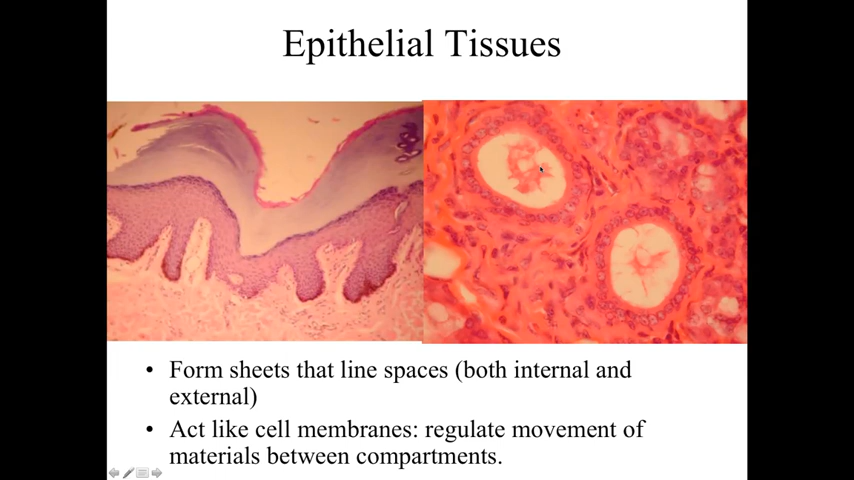 Epithelial Tissues
• Form sheets that line spaces (both internal and
external)
• Act like cell membranes: regulate movement of
materials between compartments.